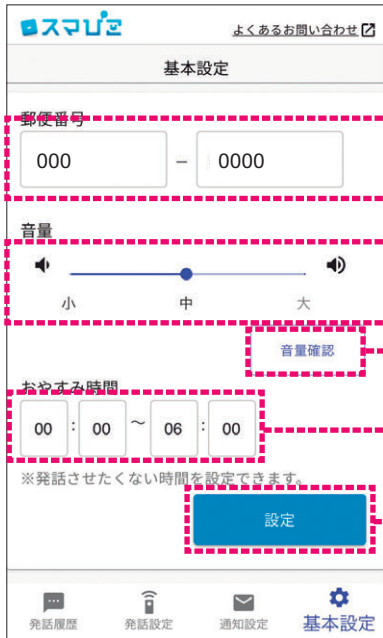 スマぴこ
よくあるお問い合わせ
基本設定
郵便番号
000 - 0000
音量
小 中 大
音量確認
おやすみ時間
00 : 00 ～ 06 : 00
※発話させたくない時間を設定できます。
設定
発話履歴 発話設定 通知設定 基本設定